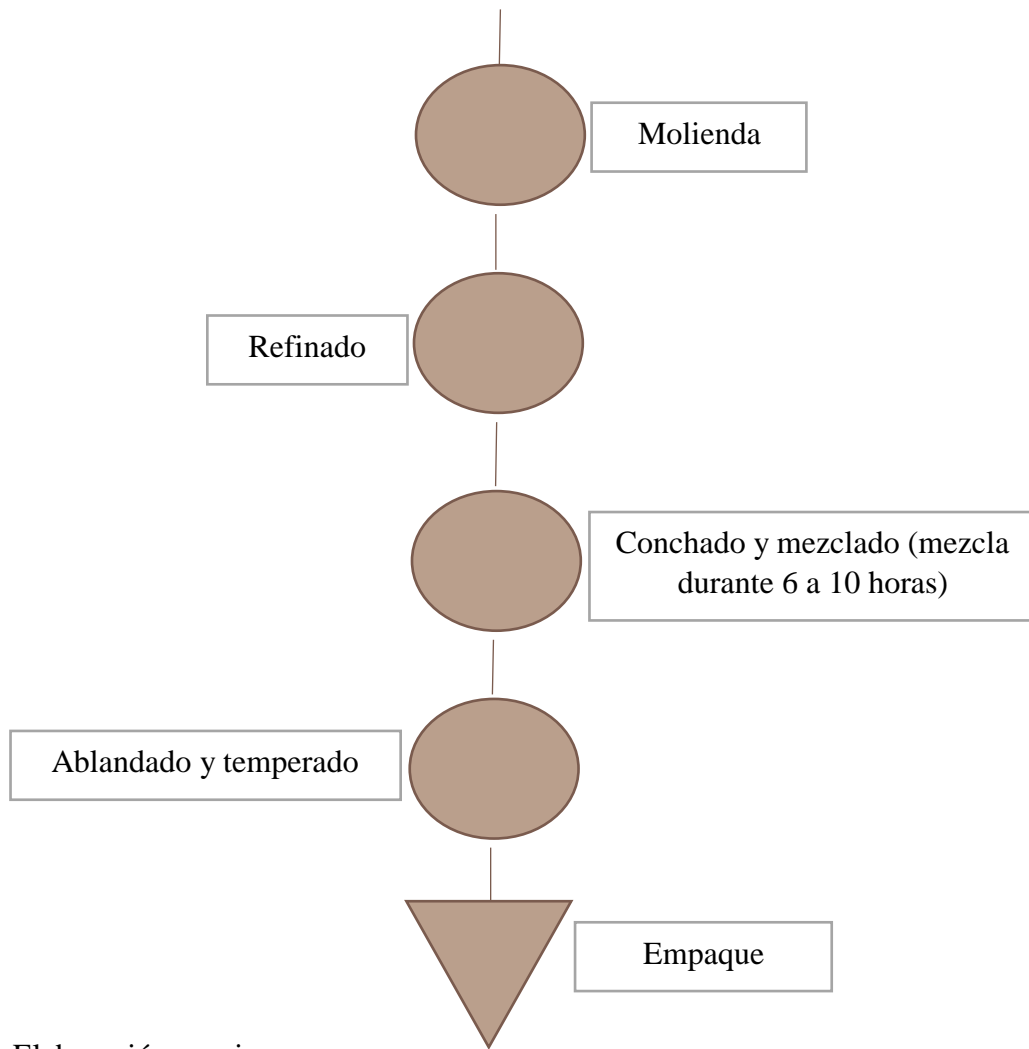 Molienda
Refinado
Conchado y mezclado (mezcla
durante 6 a 10 horas)
Ablandado y temperado
Empaque